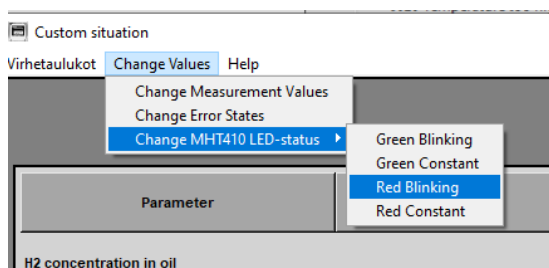 Custom situation
Virhetaulukot Change Values Help
Change Measurement Values
Change Error States
Change MHT410 LED-status
Green Blinking
Green Constant
Red Blinking
Red Constant
Parameter
H2 concentration in oil